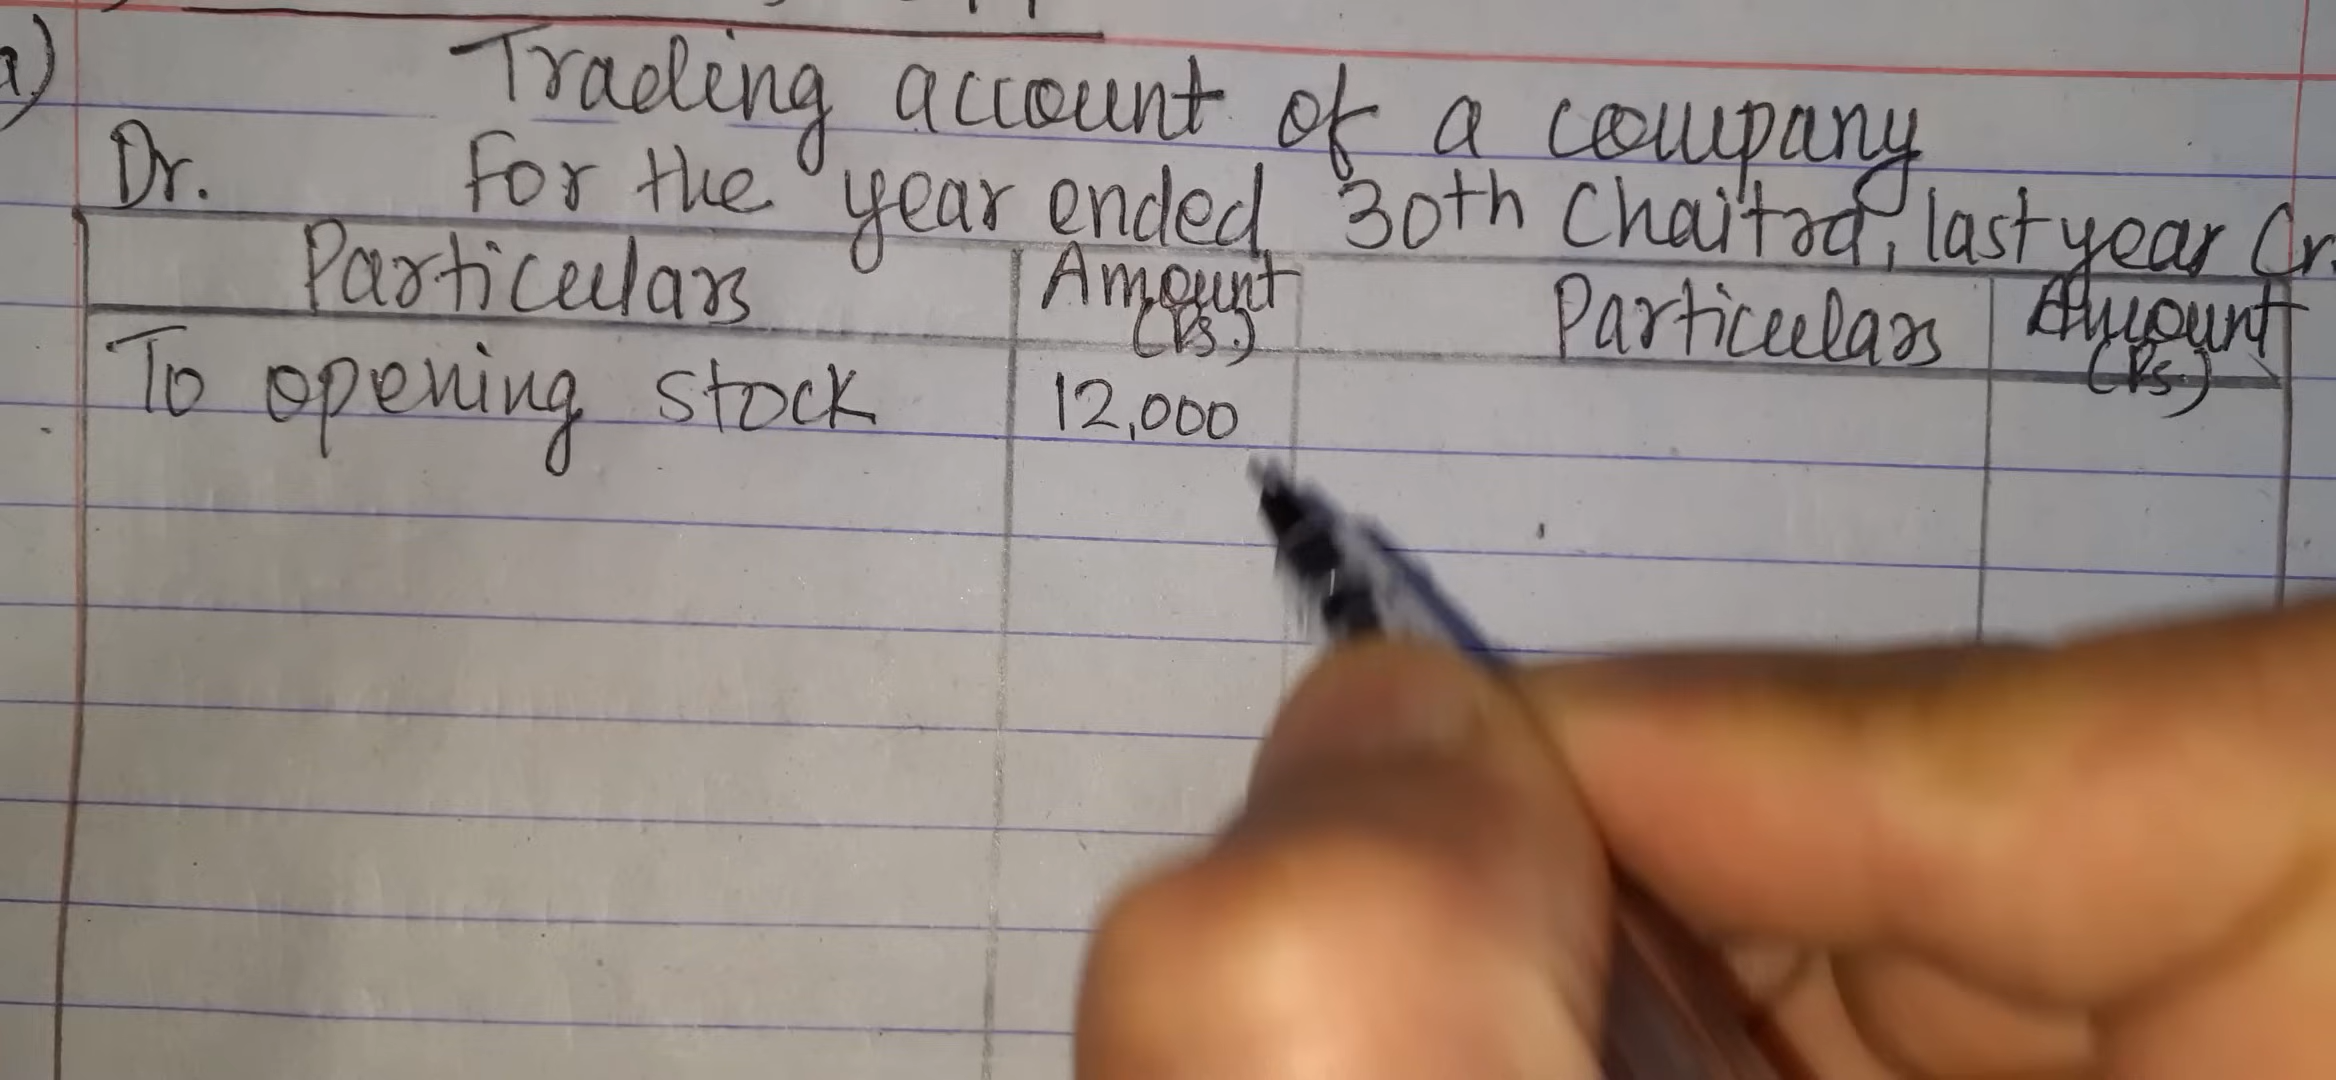 a)
Trading account of a company
Dr. For the year ended 30th Chaitra, last year Cr.
Particulars Amount (Rs.) Particulars Amount (Rs.)
To opening stock 12,000